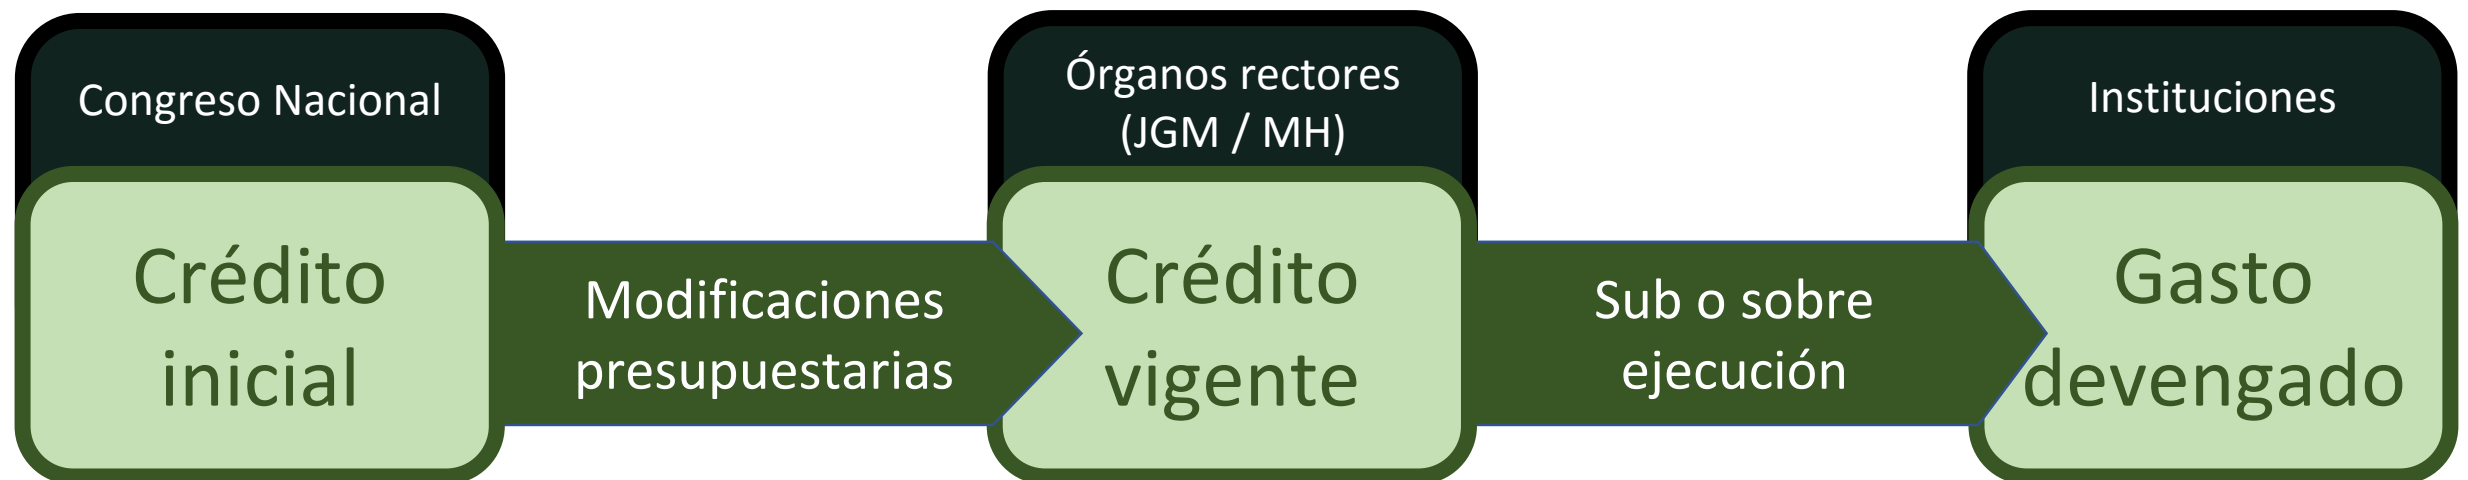 Congreso Nacional
Crédito
inicial
Modificaciones
presupuestarias
Órganos rectores
(JGM / MH)
Crédito
vigente
Sub o sobre
ejecución
Instituciones
Gasto
devengado